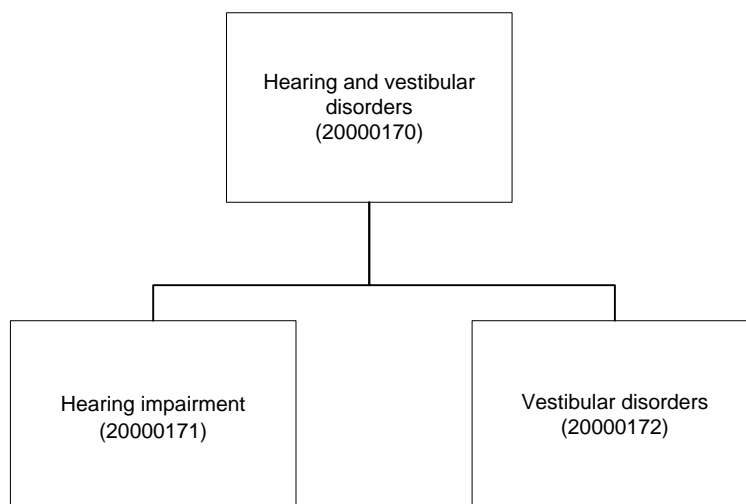 Hearing and vestibular
disorders
(20000170)
Hearing impairment
(20000171)
Vestibular disorders
(20000172)